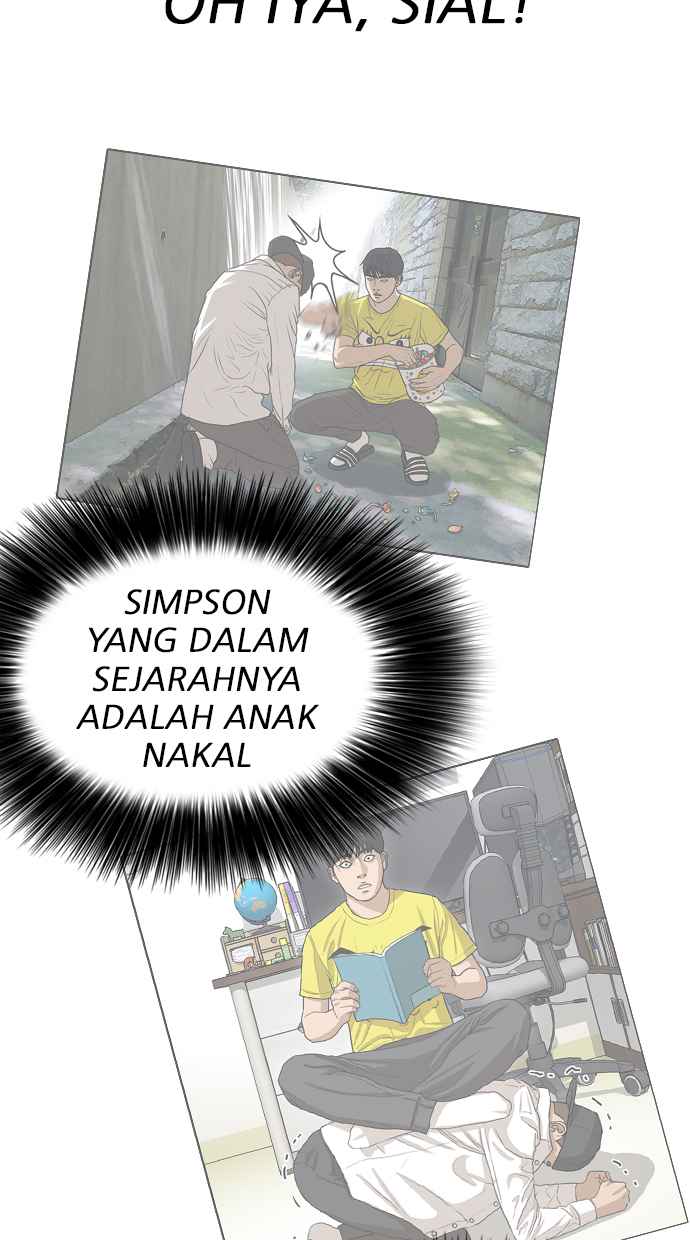 OH IYA, SIAL!
SIMPSON
YANG DALAM
SEJARAHNYA
ADALAH ANAK
NAKAL